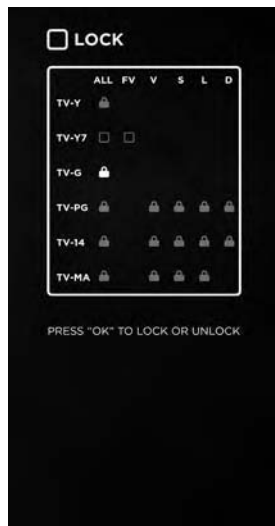 LOCK
ALL FV V S L D
TV-Y
TV-Y7
TV-G
TV-PG
TV-14
TV-MA
PRESS "OK" TO LOCK OR UNLOCK